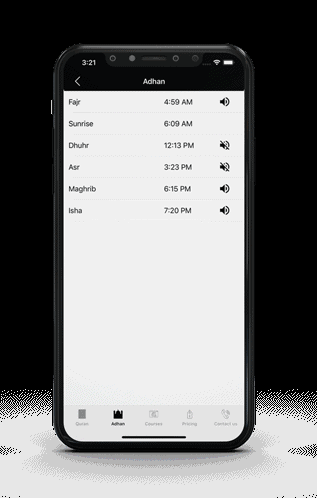 3:21
Adhan
Fajr 4:59 AM
Sunrise 6:09 AM
Dhuhr 12:13 PM
Asr 3:23 PM
Maghrib 6:15 PM
Isha 7:20 PM
Quran Adhan Courses Pricing Contact us